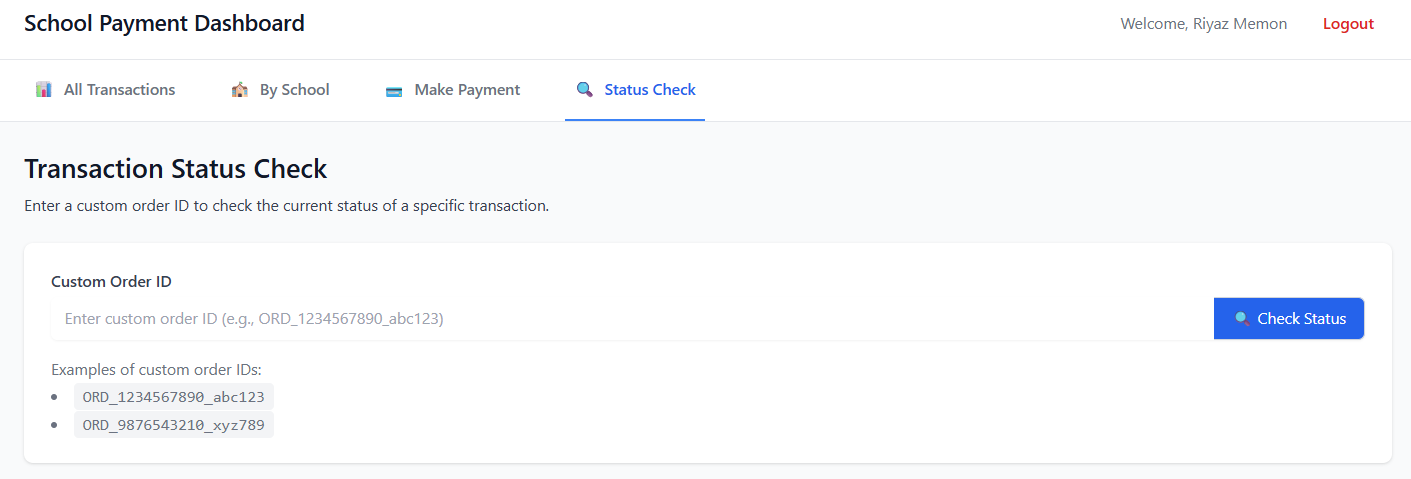 School Payment Dashboard Welcome, Riyaz Memon Logout
All Transactions By School Make Payment Status Check
Transaction Status Check
Enter a custom order ID to check the current status of a specific transaction.
Custom Order ID
Enter custom order ID (e.g., ORD_1234567890_abc123) Check Status
Examples of custom order IDs:
ORD_1234567890_abc123
ORD_9876543210_xyz789